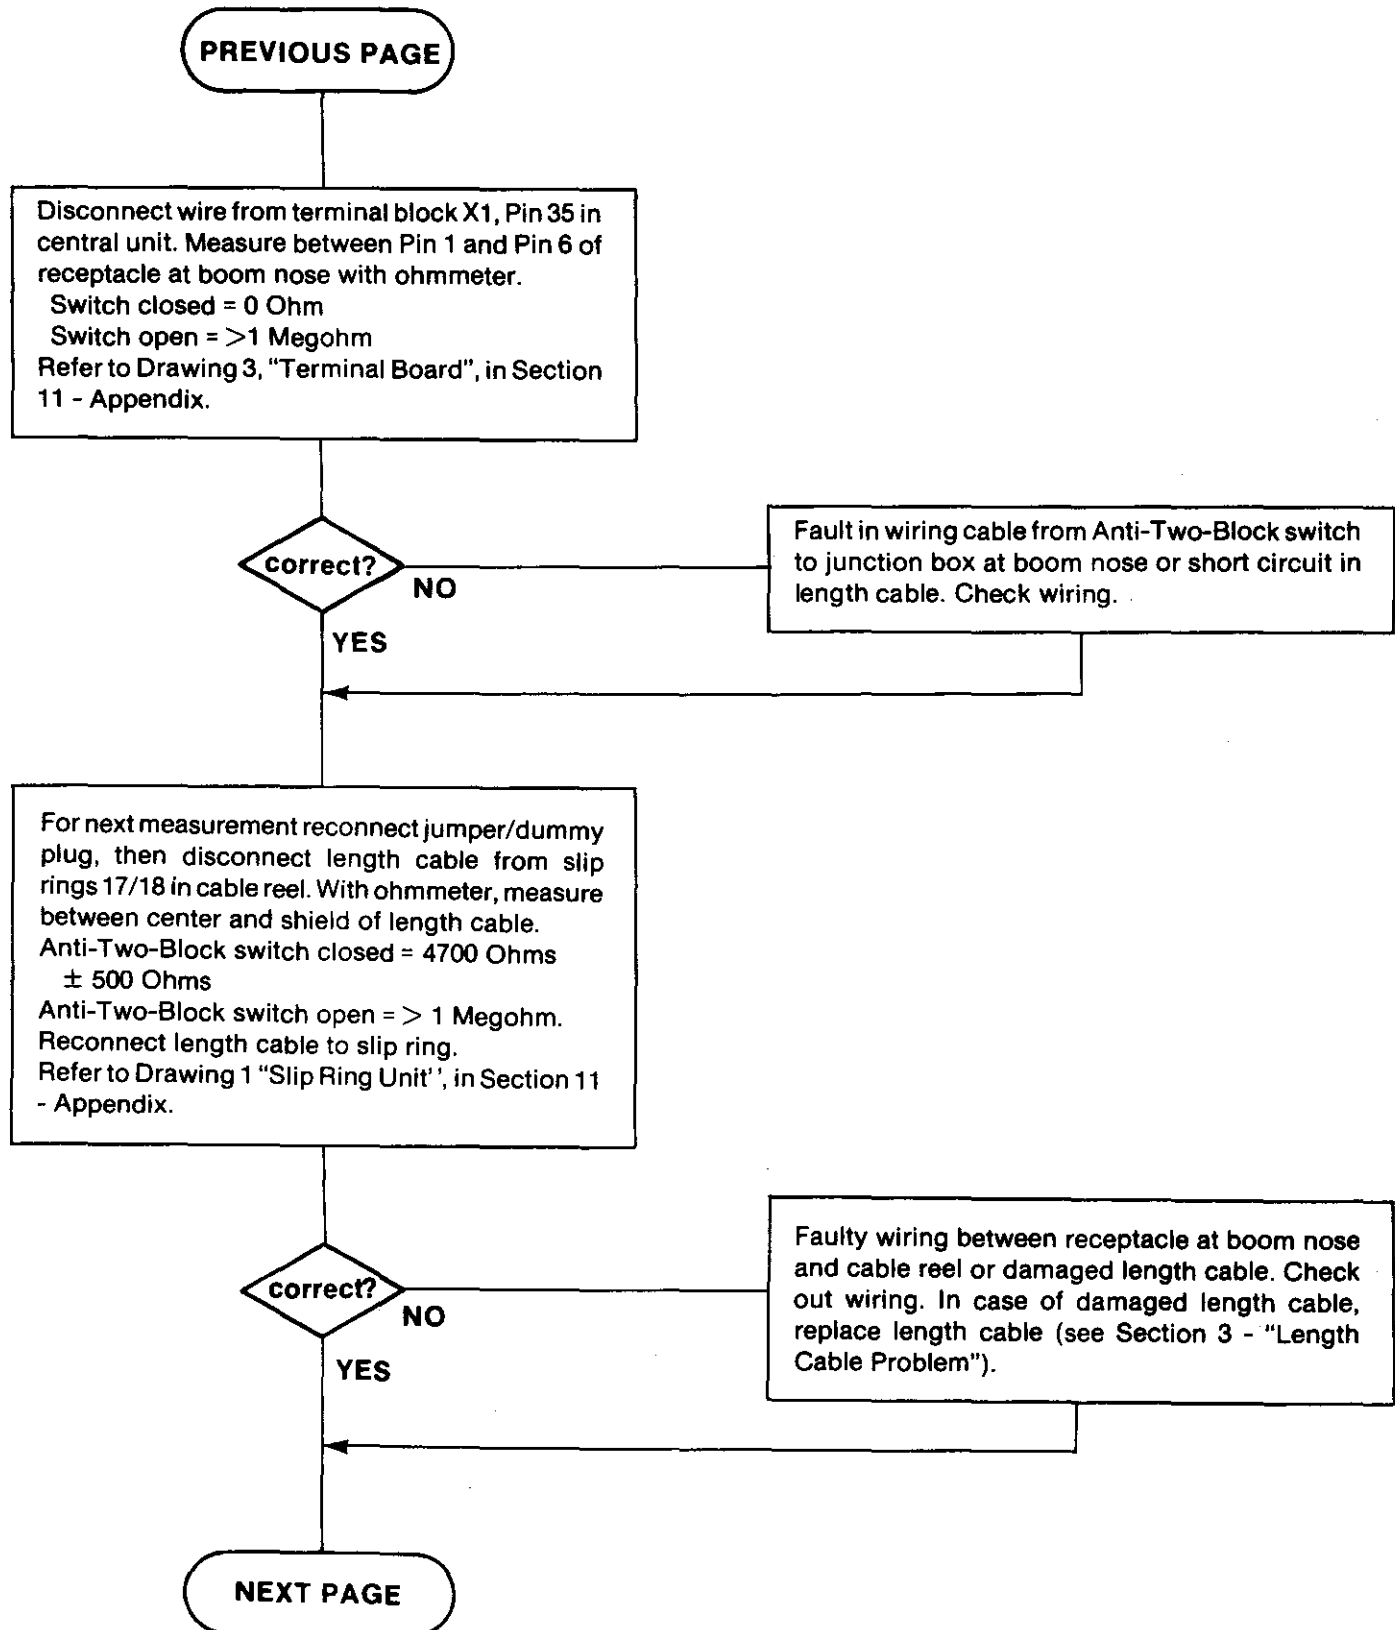 PREVIOUS PAGE
Disconnect wire from terminal block X1, Pin 35 in
central unit. Measure between Pin 1 and Pin 6 of
receptacle at boom nose with ohmmeter.
Switch closed = 0 Ohm
Switch open = >1 Megohm
Refer to Drawing 3, “Terminal Board”, in Section
11 - Appendix.
correct?
NO
YES
Fault in wiring cable from Anti-Two-Block switch
to junction box at boom nose or short circuit in
length cable. Check wiring.
For next measurement reconnect jumper/dummy
plug, then disconnect length cable from slip
rings 17/18 in cable reel. With ohmmeter, measure
between center and shield of length cable.
Anti-Two-Block switch closed = 4700 Ohms
± 500 Ohms
Anti-Two-Block switch open = > 1 Megohm.
Reconnect length cable to slip ring.
Refer to Drawing 1 “Slip Ring Unit’’, in Section 11
- Appendix.
correct?
NO
YES
Faulty wiring between receptacle at boom nose
and cable reel or damaged length cable. Check
out wiring. In case of damaged length cable,
replace length cable (see Section 3 - “Length
Cable Problem”).
NEXT PAGE